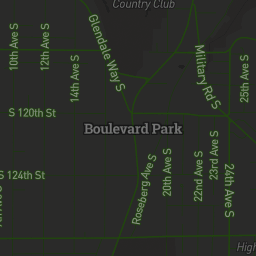 Country Club
Glendale Way S
Military Rd S
10th Ave S
12th Ave S
14th Ave S
25th Ave S
S 120th St
Boulevard Park
S 124th St
Roseberg Ave S
20th Ave S
22nd Ave S
23rd Ave S
24th Ave S
High